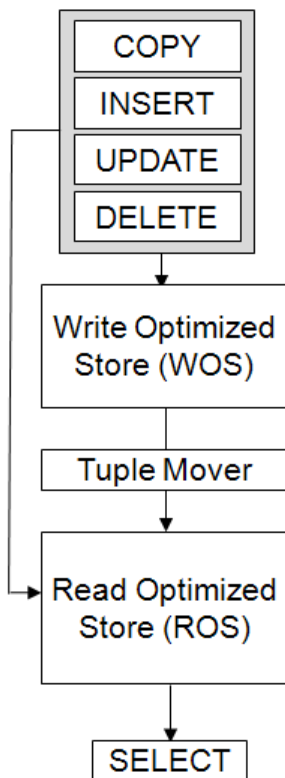 COPY
INSERT
UPDATE
DELETE
Write Optimized
Store (WOS)
Tuple Mover
Read Optimized
Store (ROS)
SELECT